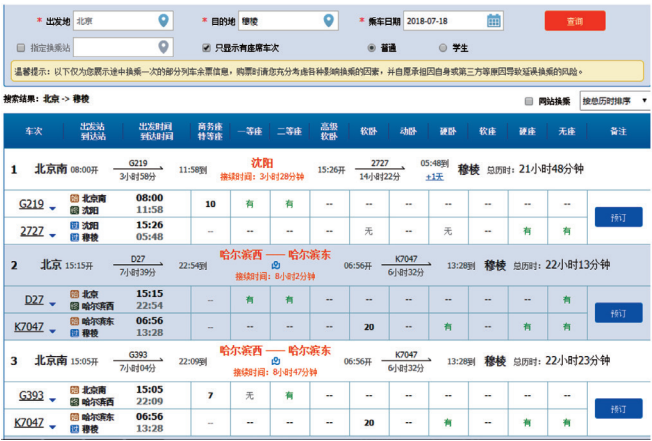 * 出发地 北京 * 目的地 穆棱 * 乘车日期 2018-07-18 查询
指定换乘站 只显示有座席车次 普通 学生
温馨提示：以下仅为您展示途中换乘一次的部分列车余票信息，购票时请您充分考虑各种影响换乘的因素，并自愿承担因自身或第三方等原因导致延误换乘的风险。
搜索结果：北京 -> 穆棱 同站换乘 按总历时排序
车次 出发站 到达站 出发时间 到达时间 商务座 特等座 一等座 二等座 高级 软卧 软卧 动卧 硬卧 软座 硬座 无座 备注
1 北京南 08:00开 G219 3小时58分 11:58到 沈阳 接续时间：3小时28分钟 15:26开 2727 14小时22分 05:48到 +1天 穆棱 总历时：21小时48分钟
G219 始 北京南 终 沈阳 08:00 11:58 10 有 有 -- -- -- -- -- -- -- 预订
2727 过 沈阳 过 穆棱 15:26 05:48 -- -- -- -- 无 -- 无 -- 有 有
2 北京 15:15开 D27 7小时39分 22:54到 哈尔滨西 —— 哈尔滨东 接续时间：8小时2分钟 06:56开 K7047 6小时32分 13:28到 穆棱 总历时：22小时13分钟
D27 始 北京 终 哈尔滨西 15:15 22:54 -- 有 有 -- -- -- -- -- -- 有 预订
K7047 始 哈尔滨东 过 穆棱 06:56 13:28 -- -- -- -- 20 -- 有 -- 有 有
3 北京南 15:05开 G393 7小时04分 22:09到 哈尔滨西 —— 哈尔滨东 接续时间：8小时47分钟 06:56开 K7047 6小时32分 13:28到 穆棱 总历时：22小时23分钟
G393 始 北京南 终 哈尔滨西 15:05 22:09 7 无 有 -- -- -- -- -- -- -- 预订
K7047 始 哈尔滨东 过 穆棱 06:56 13:28 -- -- -- -- 20 -- 有 -- 有 有